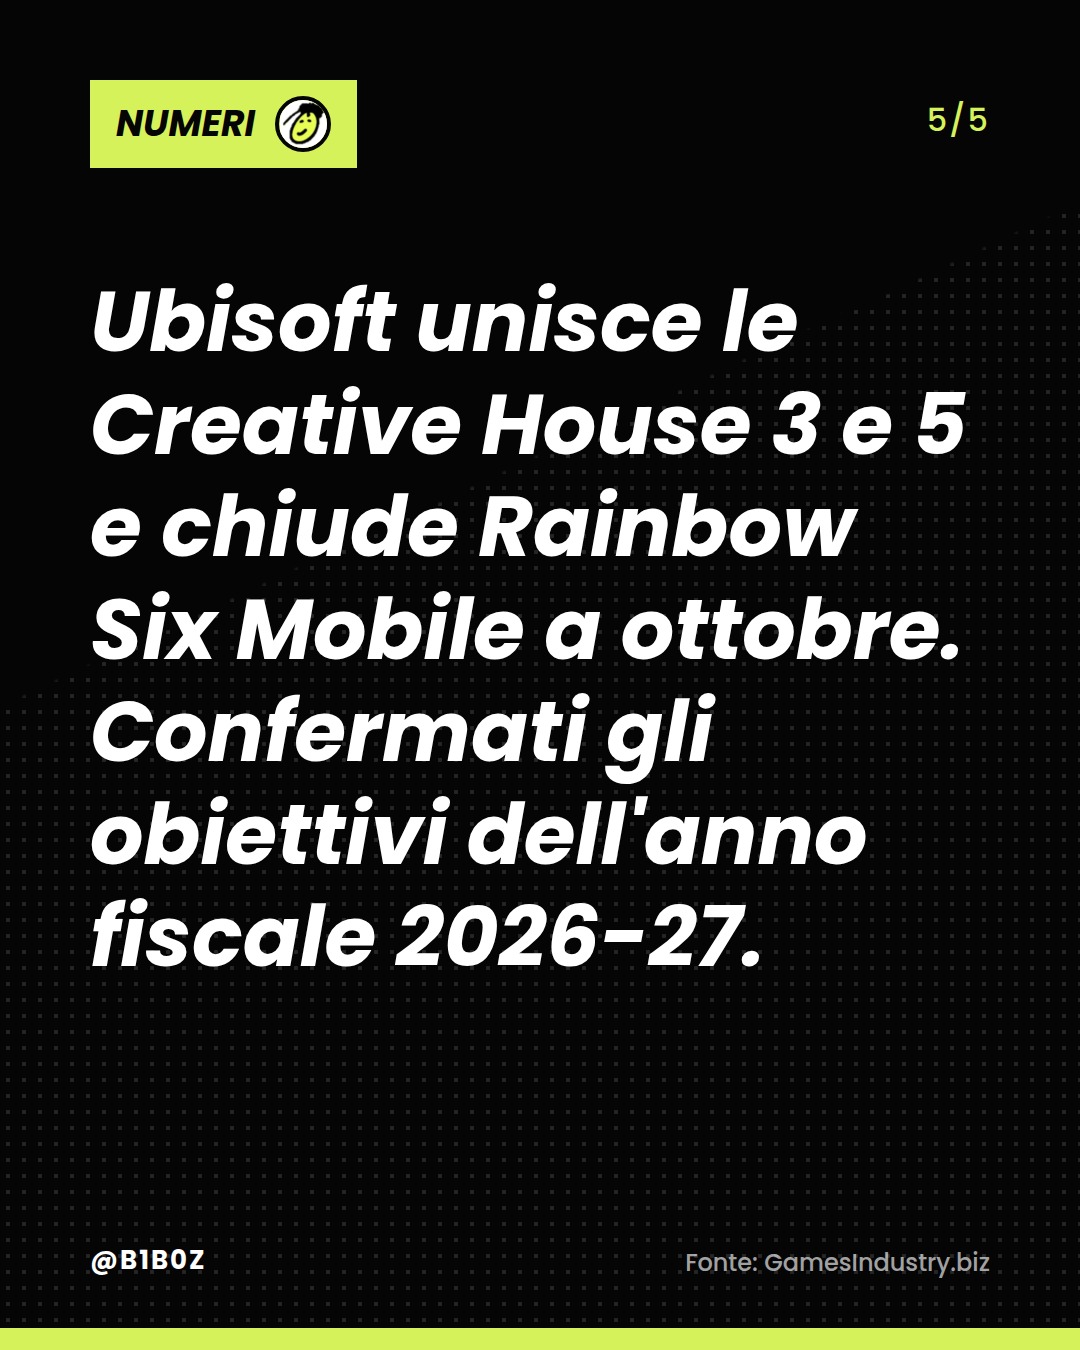 NUMERI
5/5
Ubisoft unisce le
Creative House 3 e 5
e chiude Rainbow
Six Mobile a ottobre.
Confermati gli
obiettivi dell'anno
fiscale 2026-27.
@B1B0Z
Fonte: GamesIndustry.biz